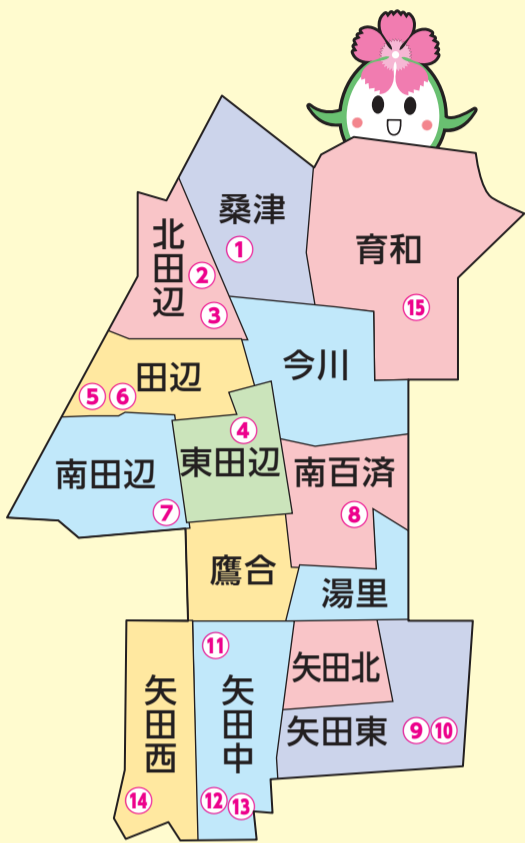 桑津
①
北田辺
②
③
育和
⑮
今川
田辺
⑤⑥
東田辺
④
南田辺
⑦
南百済
⑧
鷹合
湯里
矢田北
矢田東
⑨⑩
矢田中
⑪
⑫⑬
矢田西
⑭